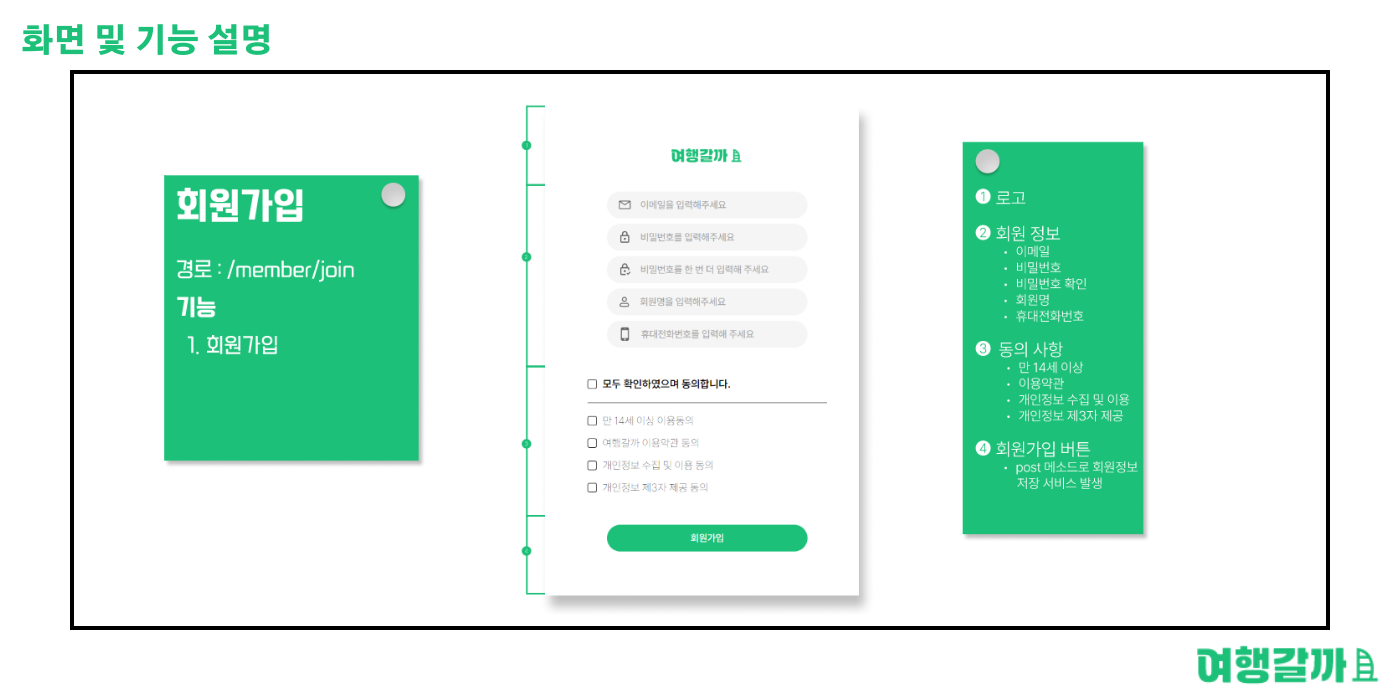 화면 및 기능 설명
회원가입
경로 : /member/join
기능
1. 회원가입
1
2
3
4
여행갈까
이메일을 입력해주세요
비밀번호를 입력해주세요
비밀번호를 한 번 더 입력해 주세요
회원명을 입력해주세요
휴대전화번호를 입력해 주세요
모두 확인하였으며 동의합니다.
만 14세 이상 이용동의
여행갈까 이용약관 동의
개인정보 수집 및 이용 동의
개인정보 제3자 제공 동의
회원가입
1 로고
2 회원 정보
• 이메일
• 비밀번호
• 비밀번호 확인
• 회원명
• 휴대전화번호
3 동의 사항
• 만 14세 이상
• 이용약관
• 개인정보 수집 및 이용
• 개인정보 제3자 제공
4 회원가입 버튼
• post 메소드로 회원정보
저장 서비스 발생
여행갈까